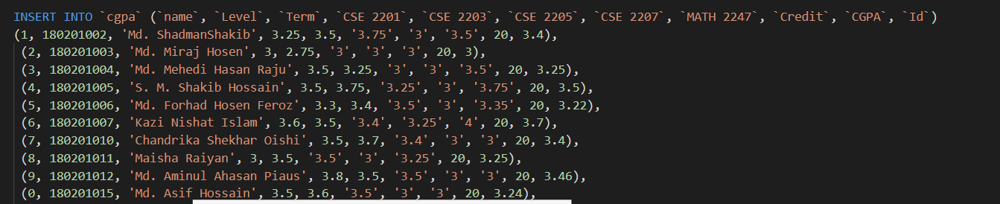 INSERT INTO `cgpa` (`name`, `Level`, `Term`, `CSE 2201`, `CSE 2203`, `CSE 2205`, `CSE 2207`, `MATH 2247`, `Credit`, `CGPA`, `Id`)
(1, 180201002, 'Md. ShadmanShakib', 3.25, 3.5, '3.75', '3', '3.5', 20, 3.4),
(2, 180201003, 'Md. Miraj Hosen', 3, 2.75, '3', '3', '3', 20, 3),
(3, 180201004, 'Md. Mehedi Hasan Raju', 3.5, 3.25, '3', '3', '3.5', 20, 3.25),
(4, 180201005, 'S. M. Shakib Hossain', 3.5, 3.75, '3.25', '3', '3.75', 20, 3.5),
(5, 180201006, 'Md. Forhad Hosen Feroz', 3.3, 3.4, '3.5', '3', '3.35', 20, 3.22),
(6, 180201007, 'Kazi Nishat Islam', 3.6, 3.5, '3.4', '3.25', '4', 20, 3.7),
(7, 180201010, 'Chandrika Shekhar Oishi', 3.5, 3.7, '3.4', '3', '3', 20, 3.4),
(8, 180201011, 'Maisha Raiyan', 3, 3.5, '3.5', '3', '3.25', 20, 3.25),
(9, 180201012, 'Md. Aminul Ahasan Piaus', 3.8, 3.5, '3.5', '3', '3', 20, 3.46),
(0, 180201015, 'Md. Asif Hossain', 3.5, 3.6, '3.5', '3', '3', 20, 3.24),